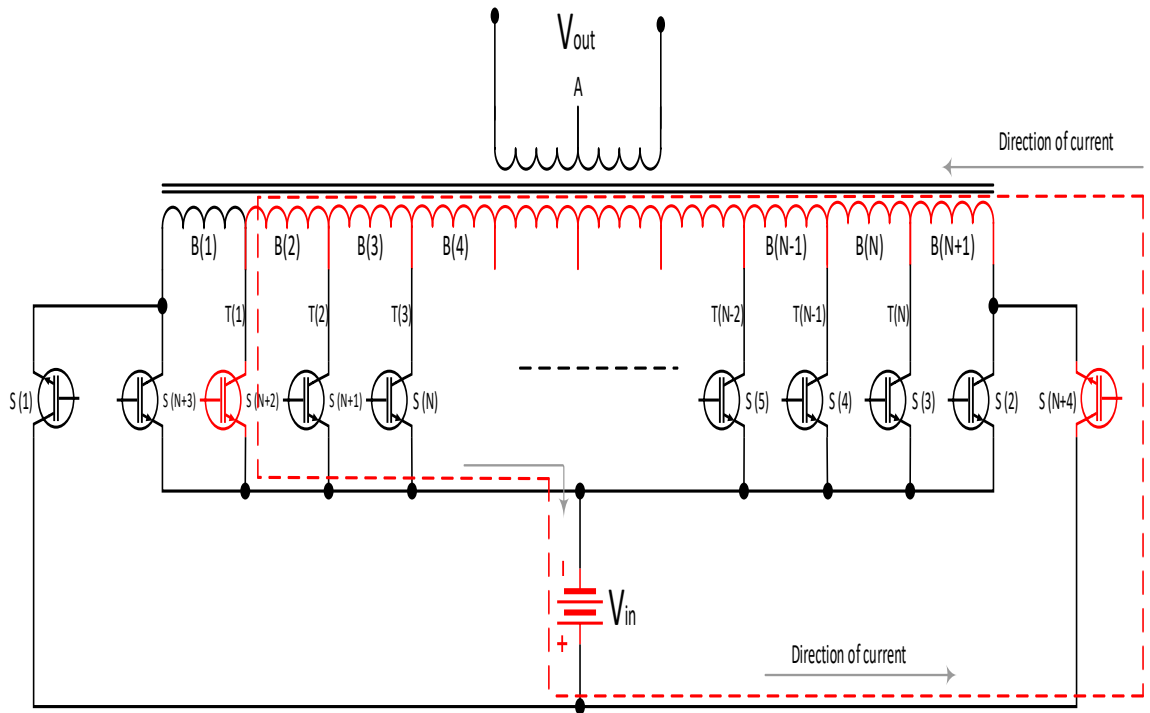 Vout
A
Direction of current
B(1)
B(2)
B(3)
B(4)
B(N-1)
B(N)
B(N+1)
T(1)
T(2)
T(3)
T(N-2)
T(N-1)
T(N)
S (1)
S (N+3)
S (N+2)
S (N+1)
S (N)
S (5)
S (4)
S (3)
S (2)
S (N+4)
-
Vin
+
Direction of current